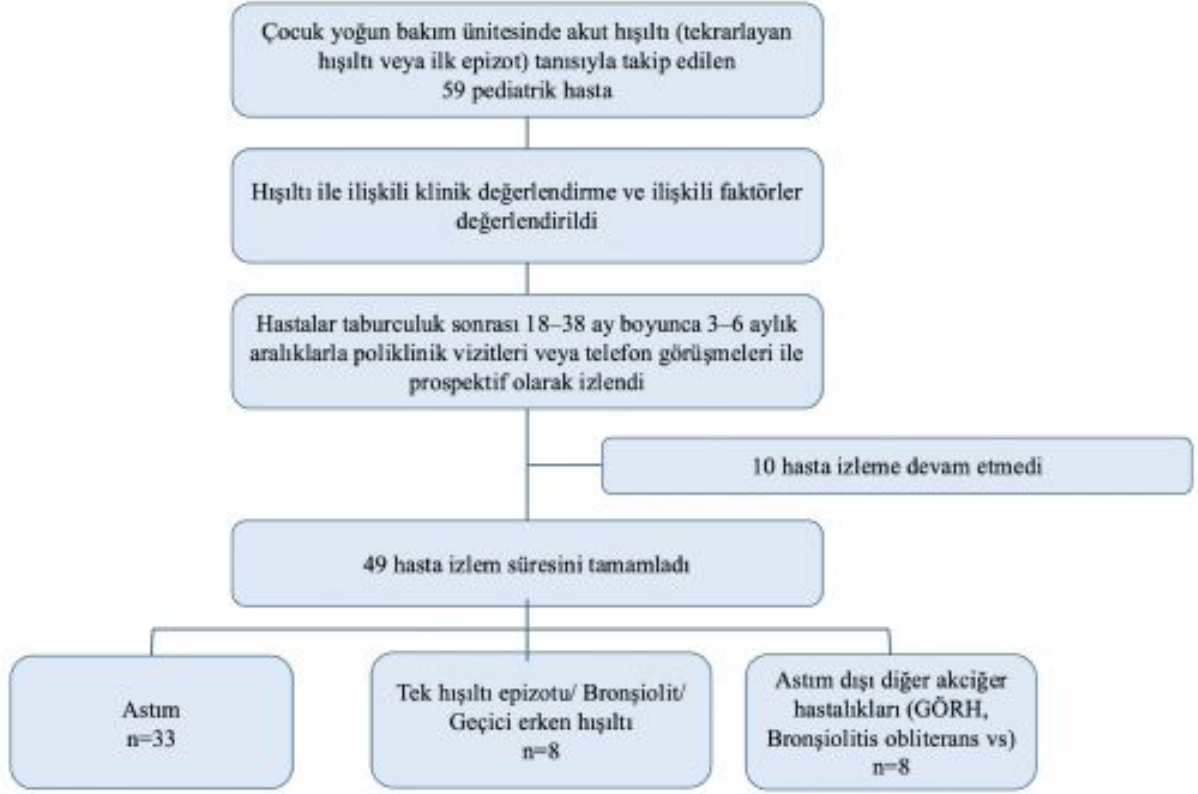 Çocuk yoğun bakım ünitesinde akut hışıltı (tekrarlayan
hışıltı veya ilk epizot) tanısıyla takip edilen
59 pediatrik hasta
Hışıltı ile ilişkili klinik değerlendirme ve ilişkili faktörler
değerlendirildi
Hastalar taburculuk sonrası 18–38 ay boyunca 3–6 aylık
aralıklarla poliklinik vizitleri veya telefon görüşmeleri ile
prospektif olarak izlendi
10 hasta izleme devam etmedi
49 hasta izlem süresini tamamladı
Astım
n=33
Tek hışıltı epizotu/ Bronşiolit/
Geçici erken hışıltı
n=8
Astım dışı diğer akciğer
hastalıkları (GÖRH,
Bronşiolitis obliterans vs)
n=8